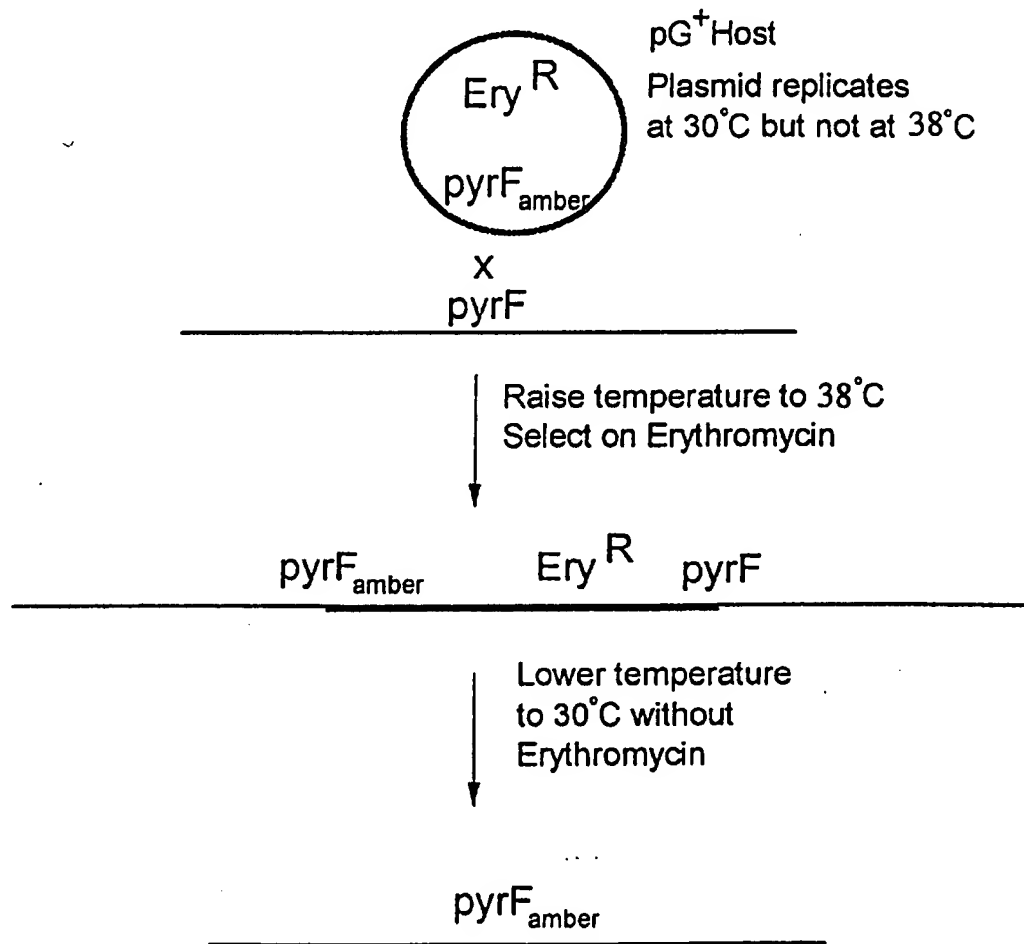 pG⁺Host
Ery ᴿ
Plasmid replicates
at 30°C but not at 38°C
pyrF amber
x
pyrF
Raise temperature to 38°C
Select on Erythromycin
pyrF amber Ery ᴿ pyrF
Lower temperature
to 30°C without
Erythromycin
pyrF amber